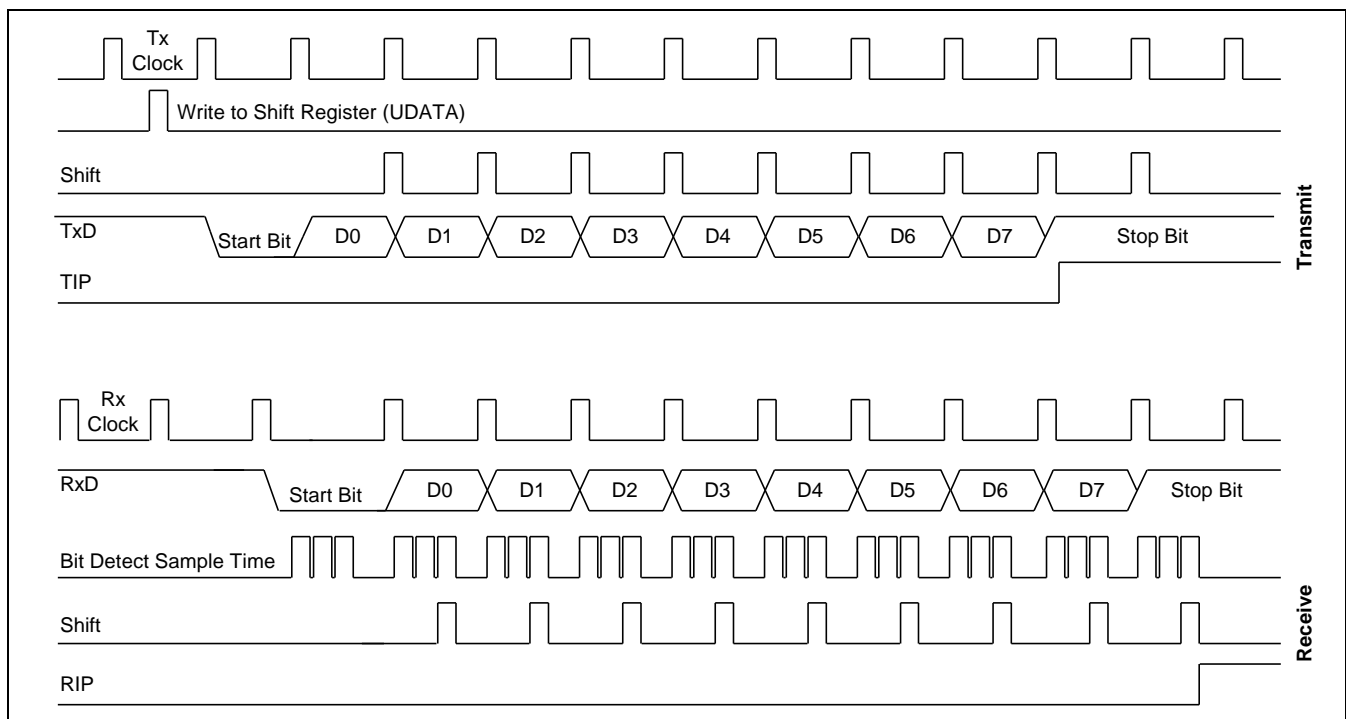 Tx
Clock
Write to Shift Register (UDATA)
Shift
TxD
Start Bit
D0
D1
D2
D3
D4
D5
D6
D7
Stop Bit
TIP
Transmit
Rx
Clock
RxD
Start Bit
D0
D1
D2
D3
D4
D5
D6
D7
Stop Bit
Bit Detect Sample Time
Shift
RIP
Receive